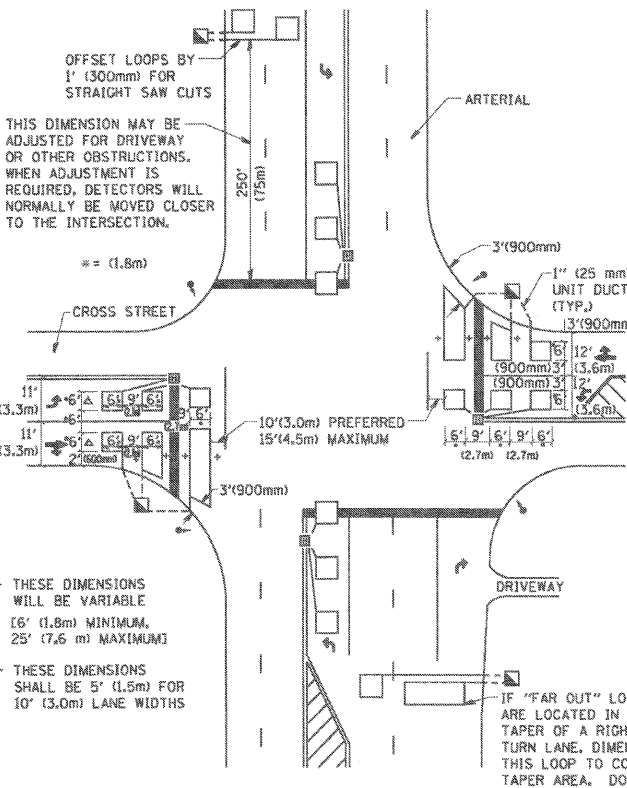 OFFSET LOOPS BY
1' (300mm) FOR
STRAIGHT SAW CUTS
THIS DIMENSION MAY BE
ADJUSTED FOR DRIVEWAY
OR OTHER OBSTRUCTIONS.
WHEN ADJUSTMENT IS
REQUIRED, DETECTORS WILL
NORMALLY BE MOVED CLOSER
TO THE INTERSECTION.
250'
(75m)
ARTERIAL
* = (1.8m)
3'(900mm)
1" (25 mm
UNIT DUCT
(TYP.)
CROSS STREET
3'(900mm
6'
12'
(900mm) 3'
(3.6m)
(900mm) 3'
12'
6'
(3.6m)
11'
(3.3m)
*6'
9'
*6'
6'
11'
(3.3m)
*6'
9'
2'
(600mm)
10'(3.0m) PREFERRED
15'(4.5m) MAXIMUM
6' 9' 6' 9' 6'
(2.7m) (2.7m)
3'(900mm)
THESE DIMENSIONS
WILL BE VARIABLE
[6' (1.8m) MINIMUM,
25' (7.6 m) MAXIMUM]
DRIVEWAY
THESE DIMENSIONS
SHALL BE 5' (1.5m) FOR
10' (3.0m) LANE WIDTHS
IF "FAR OUT" LO
ARE LOCATED IN
TAPER OF A RIGH
TURN LANE, DIME
THIS LOOP TO CO
TAPER AREA. DO